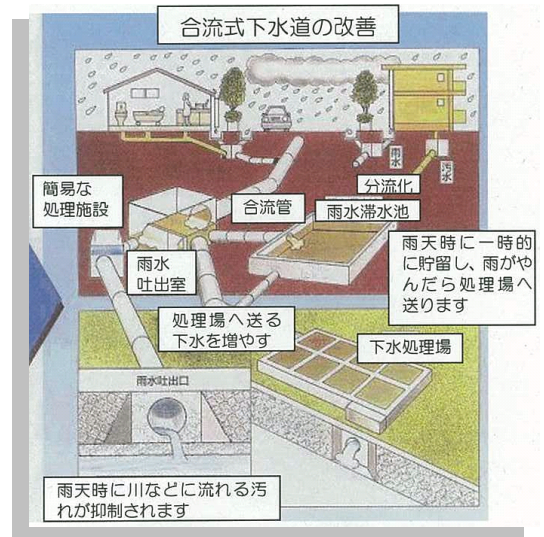 合流式下水道の改善
雨水
汚水
分流化
簡易な
処理施設
合流管
雨水滞水池
雨水
吐出室
雨天時に一時的
に貯留し、雨がや
んだら処理場へ
送ります
処理場へ送る
下水を増やす
下水処理場
雨水吐出口
雨天時に川などに流れる汚
れが抑制されます